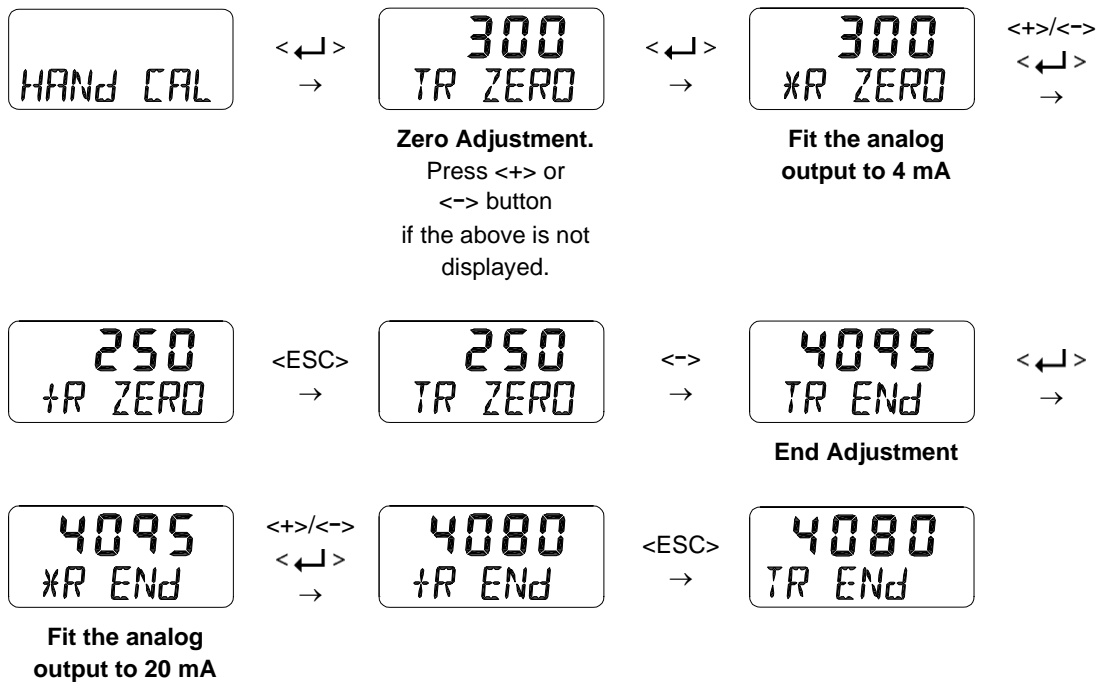 HANd CAL
<↵>
→
300
TR ZERO
Zero Adjustment.
Press <+> or
<−> button
if the above is not
displayed.
<↵>
→
300
*R ZERO
Fit the analog
output to 4 mA
<+>/<−>
<↵>
→
250
+R ZERO
<ESC>
→
250
TR ZERO
<−>
→
4095
TR ENd
End Adjustment
<↵>
→
4095
*R ENd
Fit the analog
output to 20 mA
<+>/<−>
<↵>
→
4080
+R ENd
<ESC>
→
4080
TR ENd